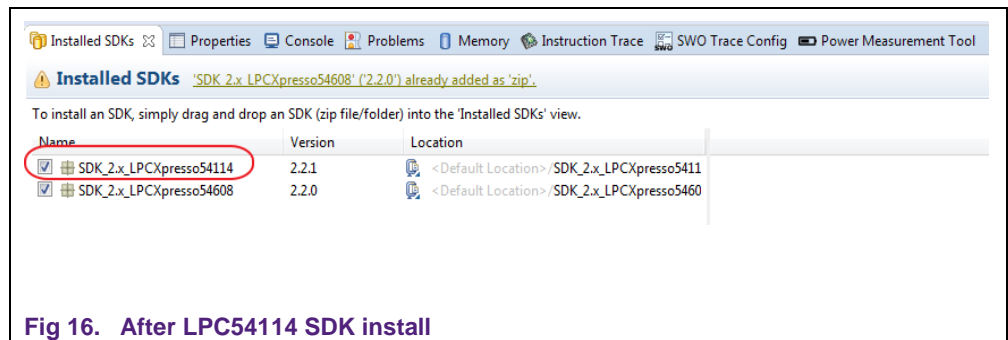 Installed SDKs Properties Console Problems Memory Instruction Trace SWO Trace Config Power Measurement Tool
Installed SDKs 'SDK_2.x_LPCXpresso54608' ('2.2.0') already added as 'zip'.
To install an SDK, simply drag and drop an SDK (zip file/folder) into the 'Installed SDKs' view.
Name Version Location
SDK_2.x_LPCXpresso54114 2.2.1 <Default Location>/SDK_2.x_LPCXpresso5411
SDK_2.x_LPCXpresso54608 2.2.0 <Default Location>/SDK_2.x_LPCXpresso5460
Fig 16. After LPC54114 SDK install